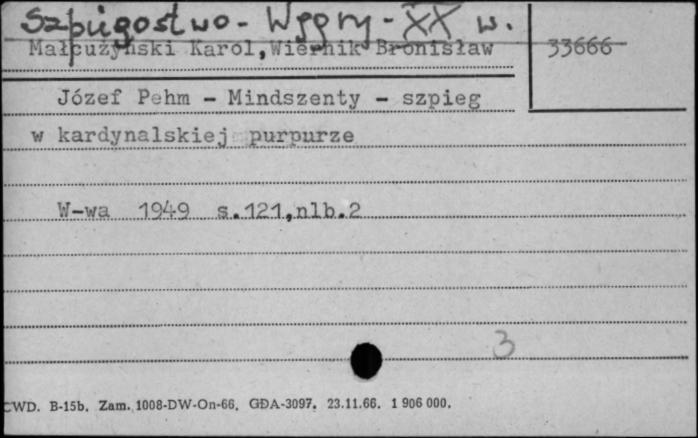 Szpiegostwo - Węgry - XX w.
Małcużyński Karol,Wiernik Bronisław
33666
Józef Pehm - Mindszenty - szpieg
w kardynalskiej purpurze
W-wa 1949 s.121,nlb.2
3
CWD. B-15b. Zam. 1008-DW-On-66. GDA-3097. 23.11.66. 1 906 000.